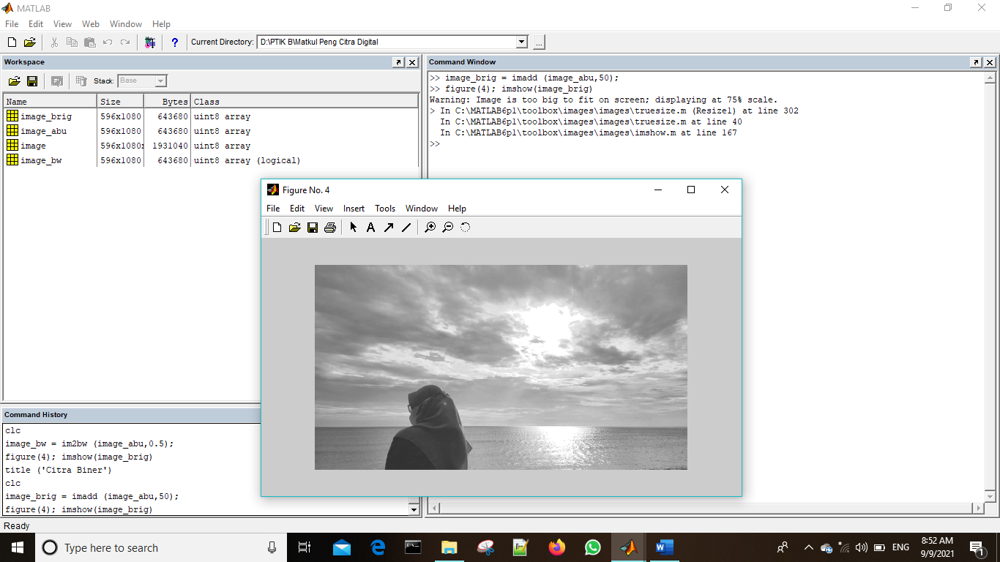 MATLAB
File Edit View Web Window Help
? Current Directory: D:\PTIK B\Matkul Peng Citra Digital ...
Workspace
Stack: Base
Name Size Bytes Class
image_brig 596x1080 643680 uint8 array
image_abu 596x1080 643680 uint8 array
image 596x1080x 1931040 uint8 array
image_bw 596x1080 643680 uint8 array (logical)
Command History
clc
image_bw = im2bw (image_abu,0.5);
figure(4); imshow(image_brig)
title ('Citra Biner')
clc
image_brig = imadd (image_abu,50);
figure(4); imshow(image_brig)
Command Window
>> image_brig = imadd (image_abu,50);
>> figure(4); imshow(image_brig)
Warning: Image is too big to fit on screen; displaying at 75% scale.
> In C:\MATLAB6p1\toolbox\images\images\truesize.m (Resize1) at line 302
In C:\MATLAB6p1\toolbox\images\images\truesize.m at line 40
In C:\MATLAB6p1\toolbox\images\images\imshow.m at line 167
>>
Figure No. 4
File Edit View Insert Tools Window Help
A
Ready
Type here to search
ENG
8:52 AM
9/9/2021
1